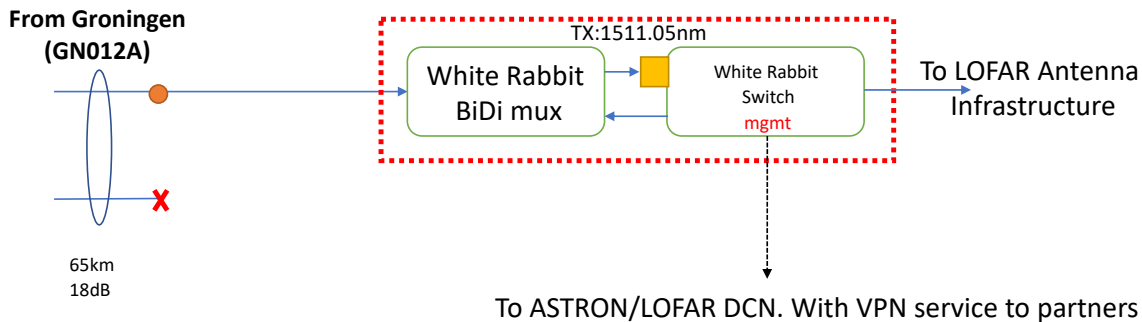 From Groningen
(GN012A)
TX:1511.05nm
White Rabbit
BiDi mux
White Rabbit
Switch
mgmt
To LOFAR Antenna
Infrastructure
65km
18dB
To ASTRON/LOFAR DCN. With VPN service to partners